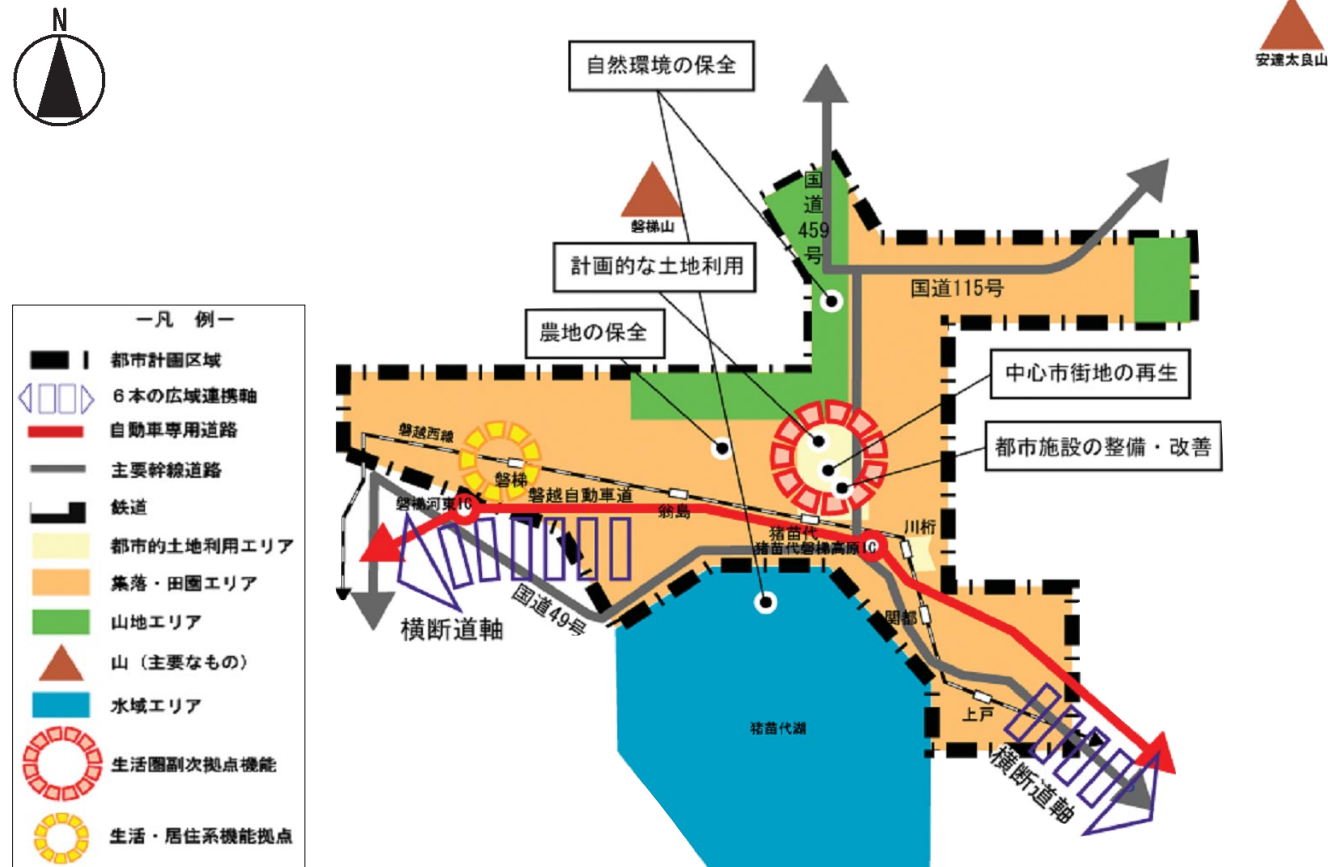 N
安達太良山
自然環境の保全
磐梯山
国道459号
計画的な土地利用
国道115号
農地の保全
中心市街地の再生
都市施設の整備・改善
磐越西線
磐梯
磐梯河東IC
磐越自動車道
翁島
猪苗代
猪苗代磐梯高原IC
川桁
国道49号
横断道軸
関都
上戸
猪苗代湖
横断道軸
－凡 例－
都市計画区域
6本の広域連携軸
自動車専用道路
主要幹線道路
鉄道
都市的土地利用エリア
集落・田園エリア
山地エリア
山（主要なもの）
水域エリア
生活圏副次拠点機能
生活・居住系機能拠点